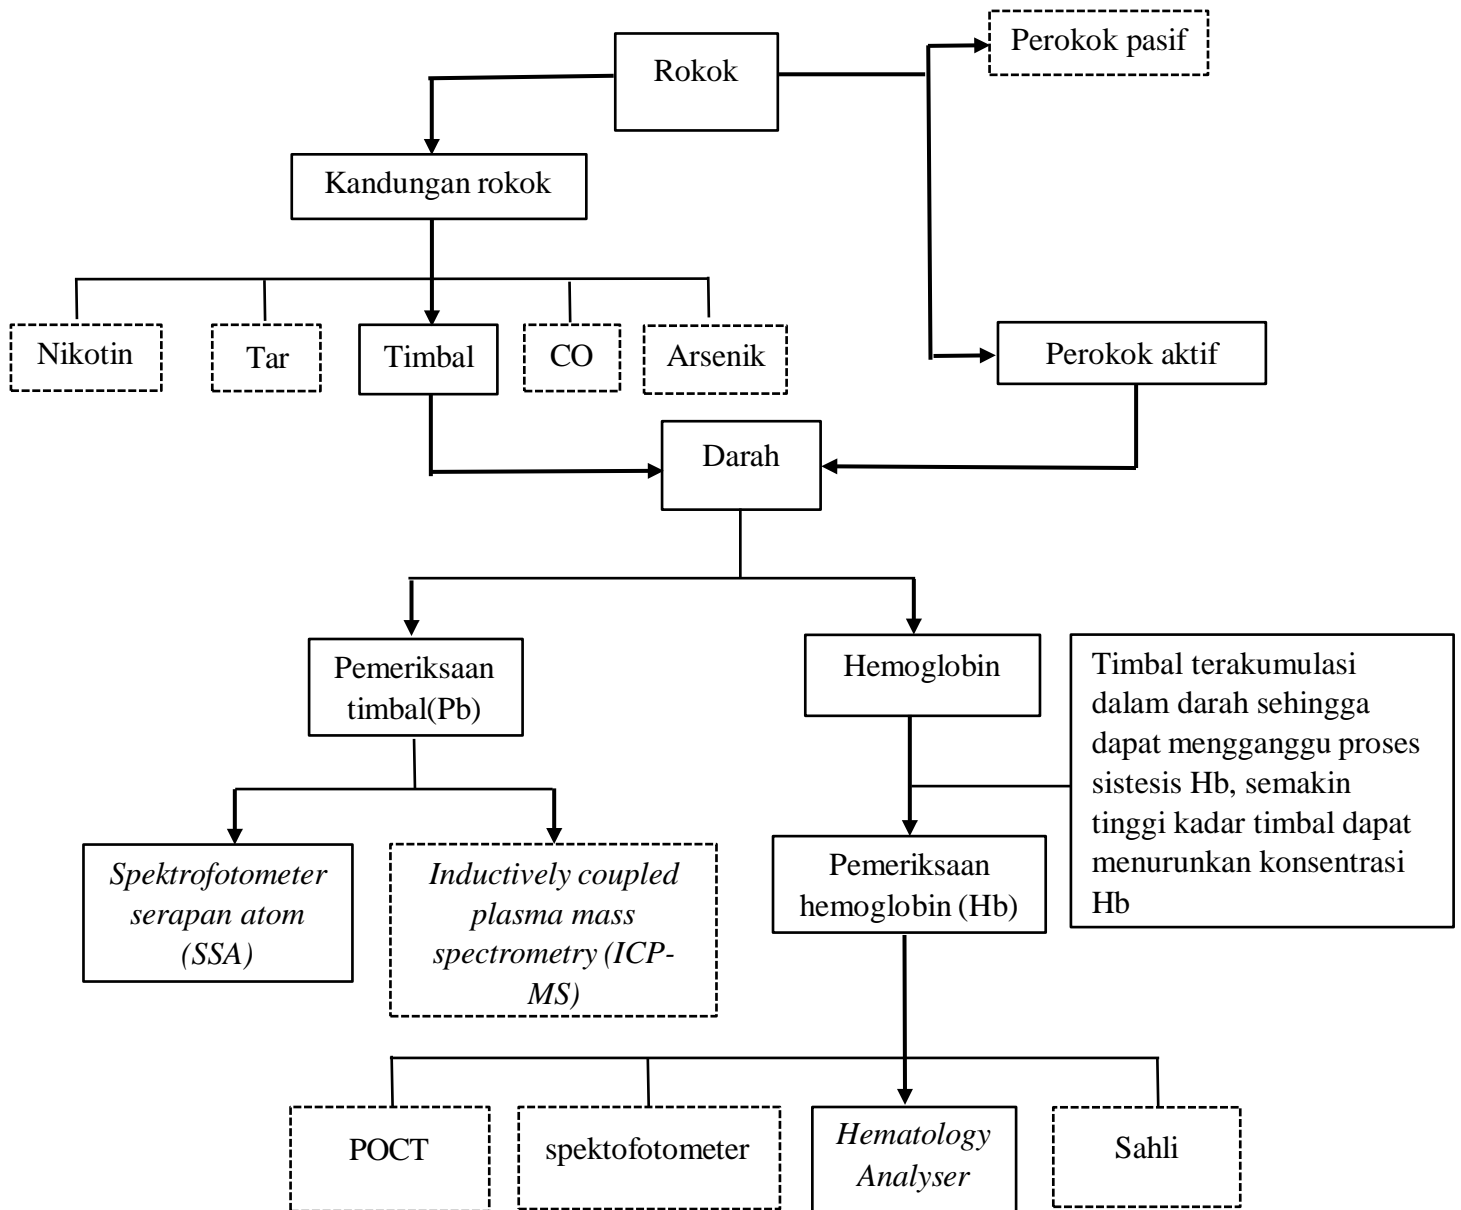 Perokok pasif
Rokok
Kandungan rokok
Nikotin
Tar
Timbal
CO
Arsenik
Perokok aktif
Darah
Pemeriksaan
timbal(Pb)
Hemoglobin
Timbal terakumulasi
dalam darah sehingga
dapat mengganggu proses
sistesis Hb, semakin
tinggi kadar timbal dapat
menurunkan konsentrasi
Hb
Spektrofotometer
serapan atom
(SSA)
Inductively coupled
plasma mass
spectrometry (ICP-
MS)
Pemeriksaan
hemoglobin (Hb)
POCT
spektofotometer
Hematology
Analyser
Sahli